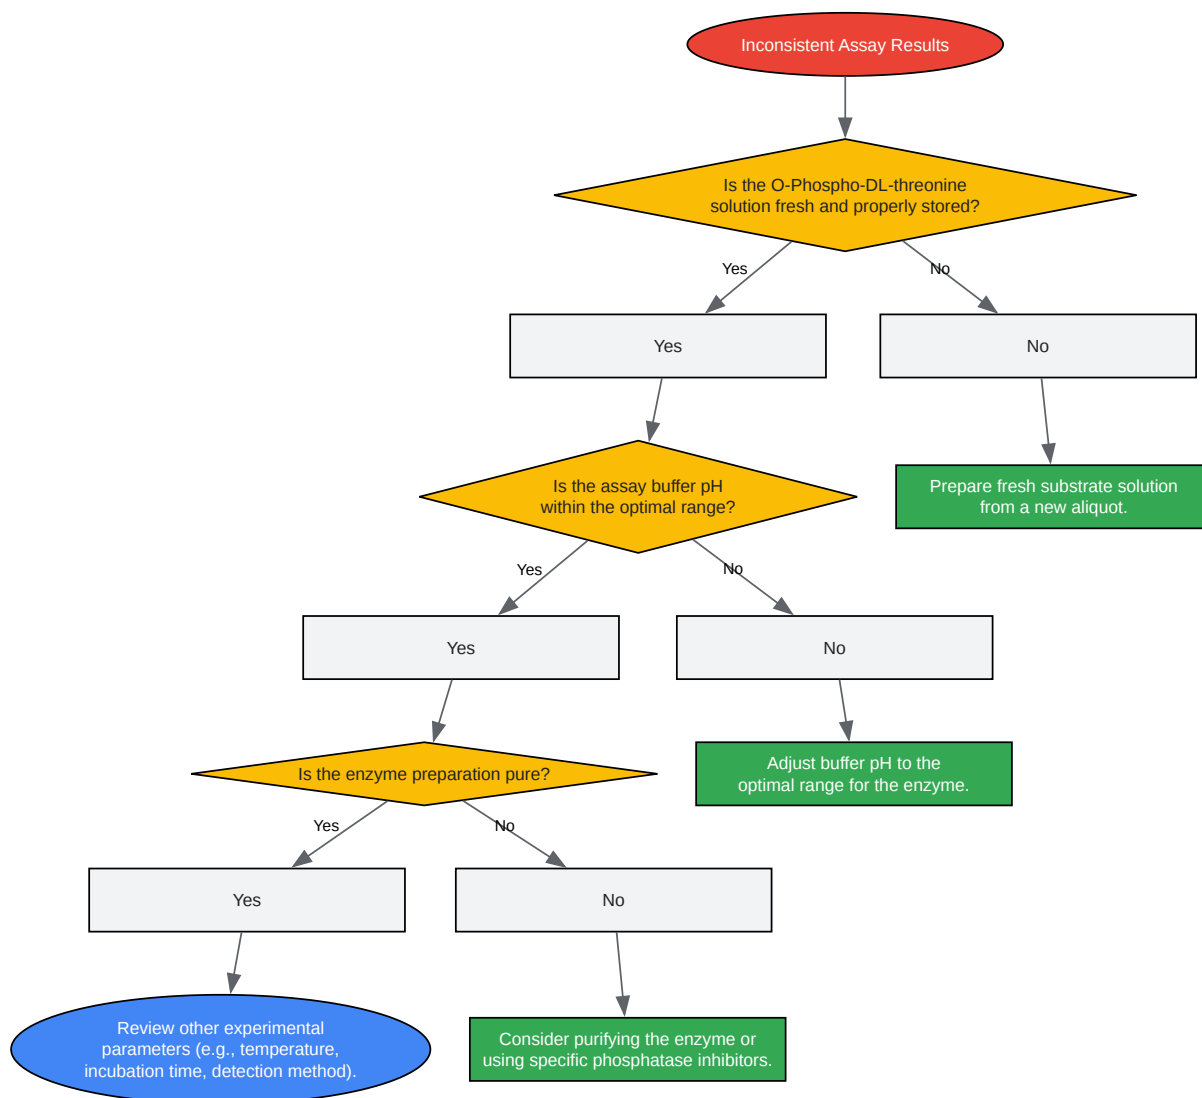 Inconsistent Assay Results
Is the O-Phospho-DL-threonine
solution fresh and properly stored?
Yes
No
Yes
No
Is the assay buffer pH
within the optimal range?
Prepare fresh substrate solution
from a new aliquot.
Yes
No
Yes
No
Is the enzyme preparation pure?
Adjust buffer pH to the
optimal range for the enzyme.
Yes
No
Yes
No
Review other experimental
parameters (e.g., temperature,
incubation time, detection method).
Consider purifying the enzyme or
using specific phosphatase inhibitors.